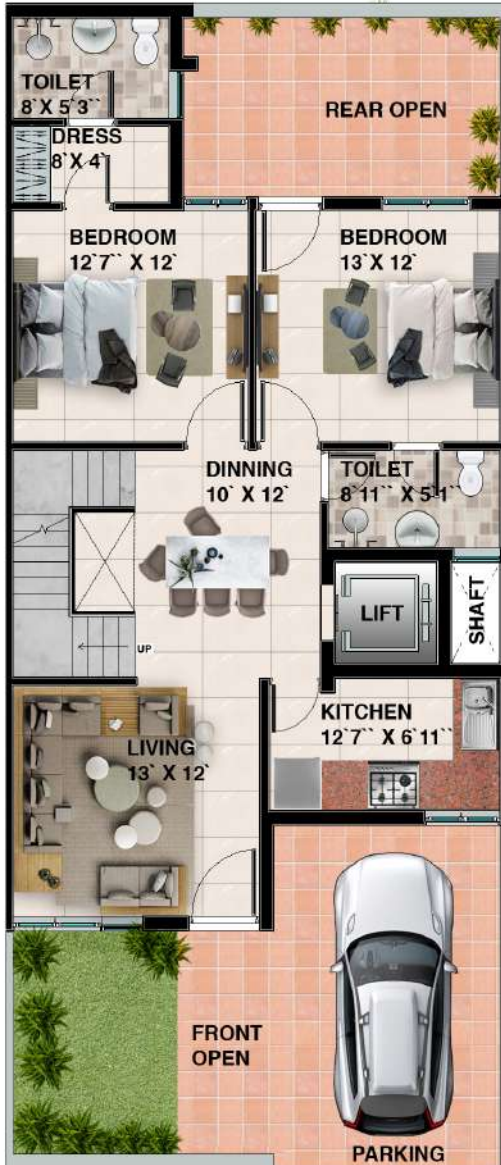 TOILET
8`X 5`3``
REAR OPEN
DRESS
8`X 4`
BEDROOM
12`7`` X 12`
BEDROOM
13`X 12`
DINNING
10` X 12`
TOILET
8`11`` X 5`1``
LIFT
SHAFT
UP
KITCHEN
12`7`` X 6`11``
LIVING
13` X 12`
FRONT
OPEN
PARKING